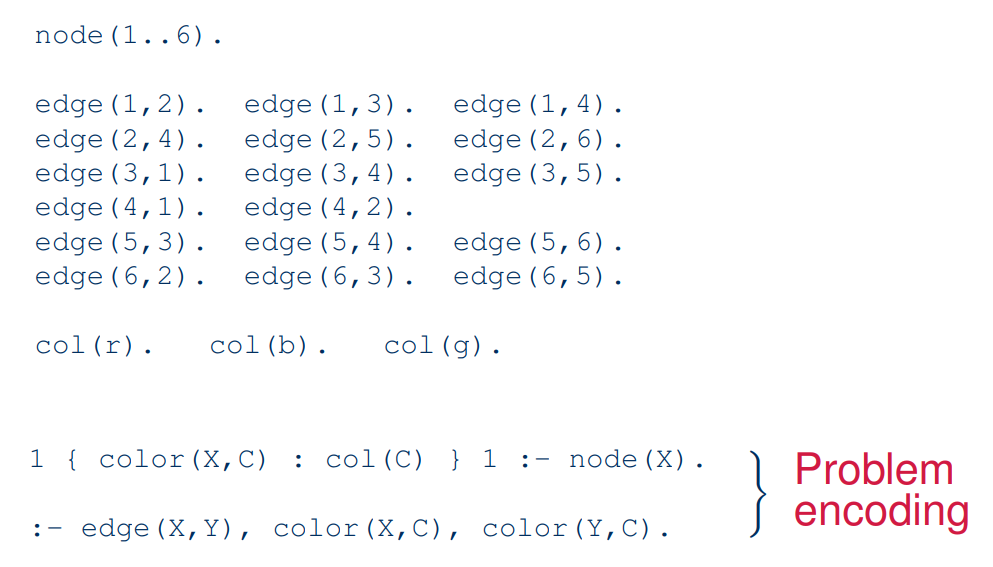 node(1..6).
edge(1,2). edge(1,3). edge(1,4).
edge(2,4). edge(2,5). edge(2,6).
edge(3,1). edge(3,4). edge(3,5).
edge(4,1). edge(4,2).
edge(5,3). edge(5,4). edge(5,6).
edge(6,2). edge(6,3). edge(6,5).
col(r). col(b). col(g).
1 { color(X,C) : col(C) } 1 :- node(X).
:- edge(X,Y), color(X,C), color(Y,C).
Problem
encoding